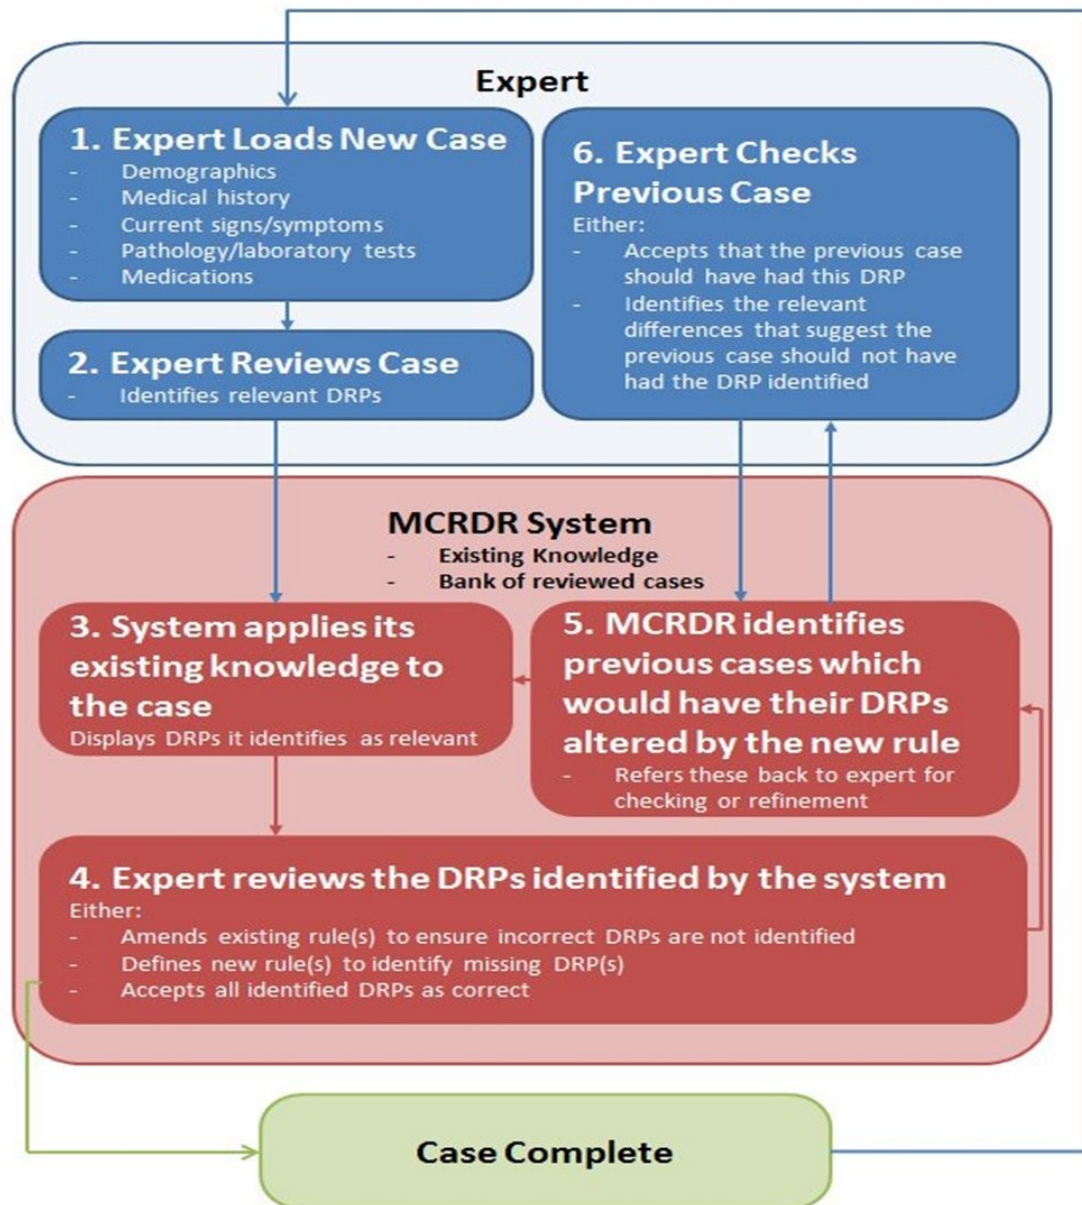 Expert
1. Expert Loads New Case
- Demographics
- Medical history
- Current signs/symptoms
- Pathology/laboratory tests
- Medications
2. Expert Reviews Case
- Identifies relevant DRPs
6. Expert Checks
Previous Case
Either:
- Accepts that the previous case
should have had this DRP
- Identifies the relevant
differences that suggest the
previous case should not have
had the DRP identified
MCRDR System
- Existing Knowledge
- Bank of reviewed cases
3. System applies its
existing knowledge to
the case
Displays DRPs it identifies as relevant
5. MCRDR identifies
previous cases which
would have their DRPs
altered by the new rule
- Refers these back to expert for
checking or refinement
4. Expert reviews the DRPs identified by the system
Either:
- Amends existing rule(s) to ensure incorrect DRPs are not identified
- Defines new rule(s) to identify missing DRP(s)
- Accepts all identified DRPs as correct
Case Complete